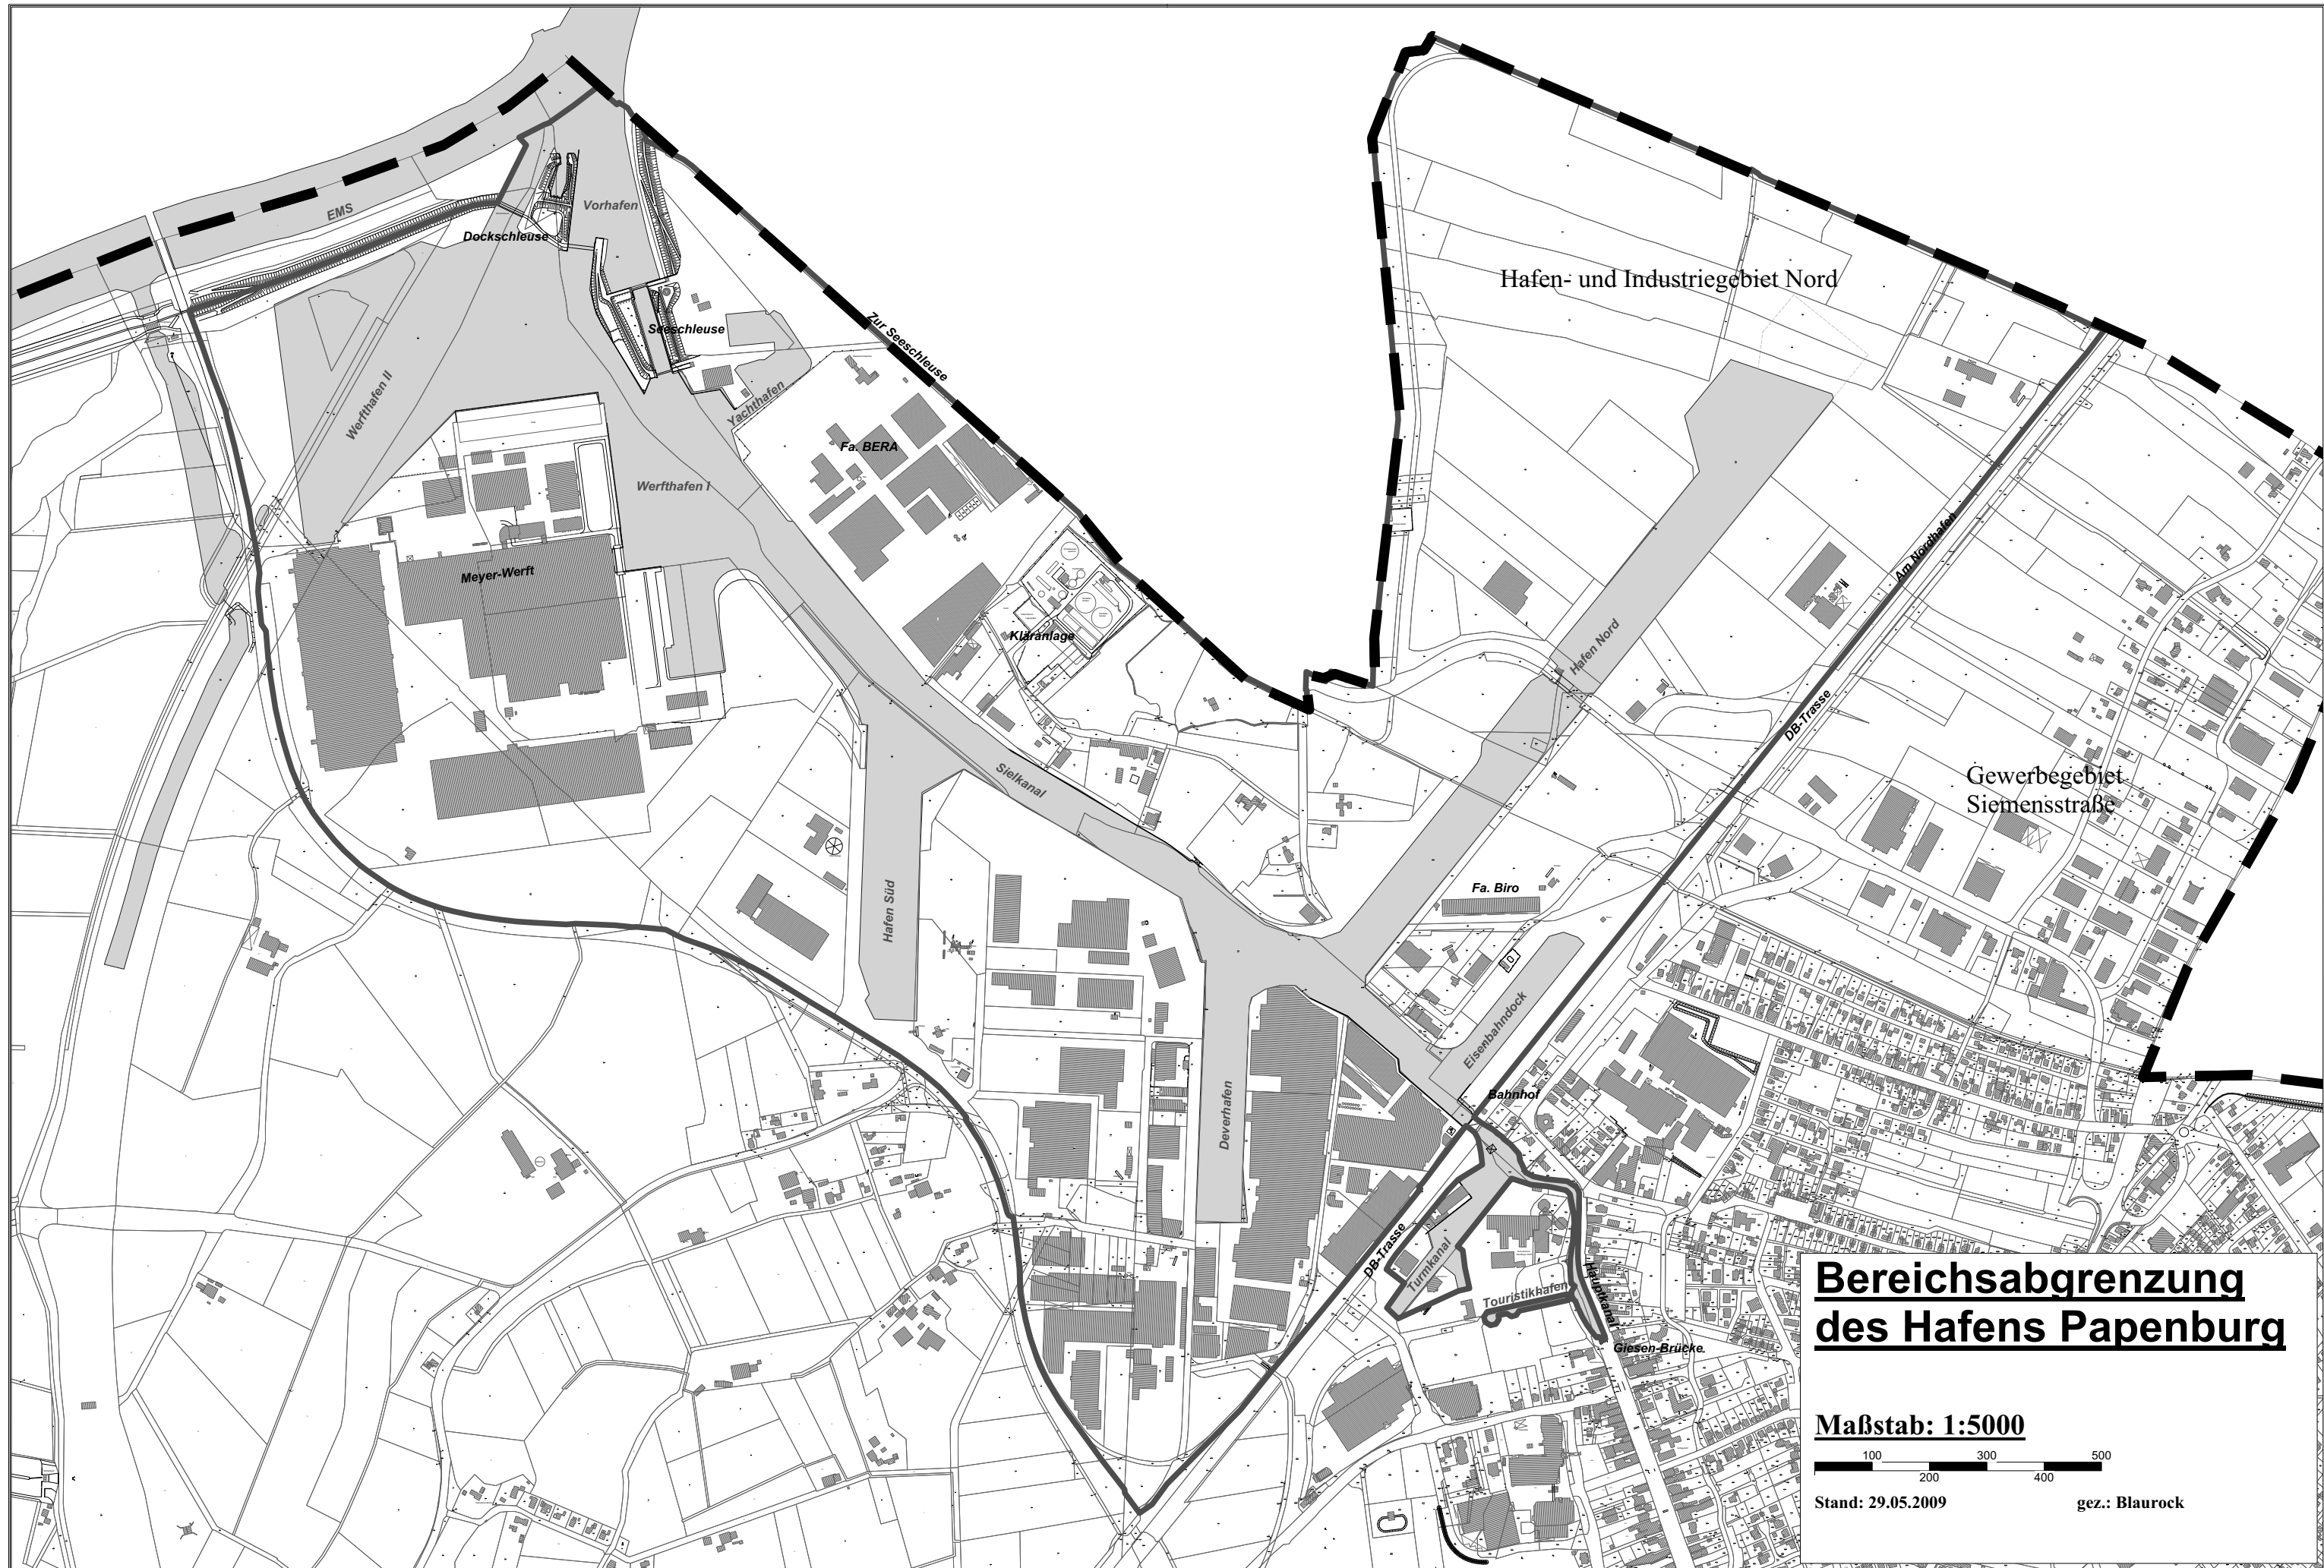 EMS
Vorhafen
Dockschleuse
Hafen- und Industriegebiet Nord
Seeschleuse
Zur Seeschleuse
Yachthafen
Werfthafen II
Fa. BERA
Werfthafen I
Am Nordhafen
Meyer-Werft
Kläranlage
Hafen Nord
DB-Trasse
Sielkanal
Gewerbegebiet
Siemensstraße
Fa. Biro
Hafen Süd
Eisenbahndock
Bahnhof
Deverhafen
DB-Trasse
Turmkanal
Touristikhafen
Hauptkanal
Giesen-Brücke
Bereichsabgrenzung
des Hafens Papenburg
Maßstab: 1:5000
100 300 500
200 400
Stand: 29.05.2009 gez.: Blaurock